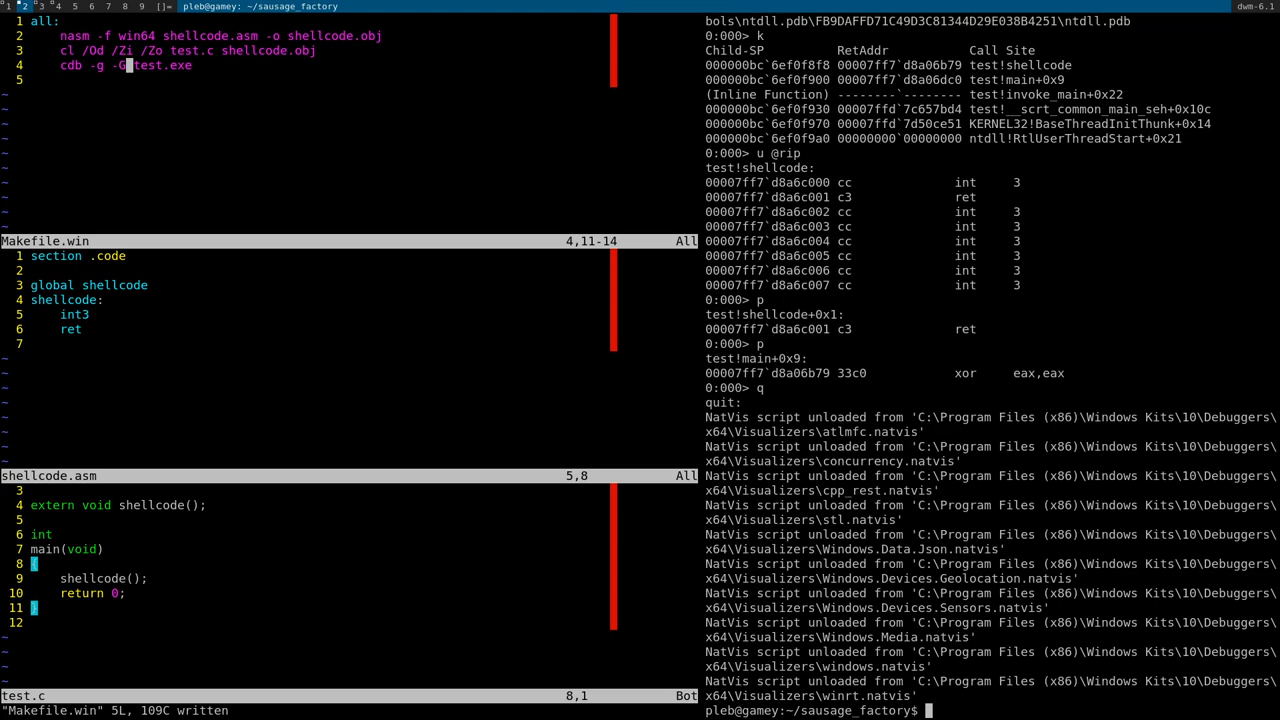 1 2 3 4 5 6 7 8 9 []= pleb@gamey: ~/sausage_factory dwm-6.1
1 all:
2 nasm -f win64 shellcode.asm -o shellcode.obj
3 cl /Od /Zi /Zo test.c shellcode.obj
4 cdb -g -G test.exe
5
~
~
~
~
~
~
~
~
~
~
Makefile.win 4,11-14 All
1 section .code
2
3 global shellcode
4 shellcode:
5 int3
6 ret
7
~
~
~
~
~
~
~
~
shellcode.asm 5,8 All
3
4 extern void shellcode();
5
6 int
7 main(void)
8 {
9 shellcode();
10 return 0;
11 }
12
~
~
~
~
test.c 8,1 Bot
"Makefile.win" 5L, 109C written
bols\ntdll.pdb\FB9DAFFD71C49D3C81344D29E038B4251\ntdll.pdb
0:000> k
Child-SP RetAddr Call Site
000000bc`6ef0f8f8 00007ff7`d8a06b79 test!shellcode
000000bc`6ef0f900 00007ff7`d8a06dc0 test!main+0x9
(Inline Function) --------`-------- test!invoke_main+0x22
000000bc`6ef0f930 00007ffd`7c657bd4 test!__scrt_common_main_seh+0x10c
000000bc`6ef0f970 00007ffd`7d50ce51 KERNEL32!BaseThreadInitThunk+0x14
000000bc`6ef0f9a0 00000000`00000000 ntdll!RtlUserThreadStart+0x21
0:000> u @rip
test!shellcode:
00007ff7`d8a6c000 cc int 3
00007ff7`d8a6c001 c3 ret
00007ff7`d8a6c002 cc int 3
00007ff7`d8a6c003 cc int 3
00007ff7`d8a6c004 cc int 3
00007ff7`d8a6c005 cc int 3
00007ff7`d8a6c006 cc int 3
00007ff7`d8a6c007 cc int 3
0:000> p
test!shellcode+0x1:
00007ff7`d8a6c001 c3 ret
0:000> p
test!main+0x9:
00007ff7`d8a06b79 33c0 xor eax,eax
0:000> q
quit:
NatVis script unloaded from 'C:\Program Files (x86)\Windows Kits\10\Debuggers\
x64\Visualizers\atlmfc.natvis'
NatVis script unloaded from 'C:\Program Files (x86)\Windows Kits\10\Debuggers\
x64\Visualizers\concurrency.natvis'
NatVis script unloaded from 'C:\Program Files (x86)\Windows Kits\10\Debuggers\
x64\Visualizers\cpp_rest.natvis'
NatVis script unloaded from 'C:\Program Files (x86)\Windows Kits\10\Debuggers\
x64\Visualizers\stl.natvis'
NatVis script unloaded from 'C:\Program Files (x86)\Windows Kits\10\Debuggers\
x64\Visualizers\Windows.Data.Json.natvis'
NatVis script unloaded from 'C:\Program Files (x86)\Windows Kits\10\Debuggers\
x64\Visualizers\Windows.Devices.Geolocation.natvis'
NatVis script unloaded from 'C:\Program Files (x86)\Windows Kits\10\Debuggers\
x64\Visualizers\Windows.Devices.Sensors.natvis'
NatVis script unloaded from 'C:\Program Files (x86)\Windows Kits\10\Debuggers\
x64\Visualizers\Windows.Media.natvis'
NatVis script unloaded from 'C:\Program Files (x86)\Windows Kits\10\Debuggers\
x64\Visualizers\windows.natvis'
NatVis script unloaded from 'C:\Program Files (x86)\Windows Kits\10\Debuggers\
x64\Visualizers\winrt.natvis'
pleb@gamey:~/sausage_factory$